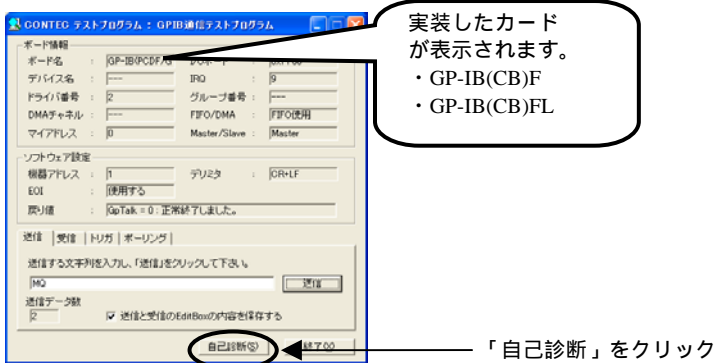 CONTEC テストプログラム : GPIB通信テストプログラム
実装したカード
が表示されます。
・GP-IB(CB)F
・GP-IB(CB)FL
ボード情報
ボード名 :
デバイス名 : --- IRQ : 9
ドライバ番号 : 2 グループ番号 : ---
DMAチャネル : --- FIFO/DMA : FIFO使用
マイアドレス : 0 Master/Slave : Master
ソフトウェア設定
機器アドレス : 1 デリミタ : CR+LF
EOI : 使用する
戻り値 : GpTalk = 0 : 正常終了しました。
送信 受信 トリガ ポーリング
送信する文字列を入力し、「送信」をクリックして下さい。
MQ 送信
送信データ数
2 送信と受信のEditBoxの内容を保存する
自己診断(S) 終了(X)
「自己診断」をクリック